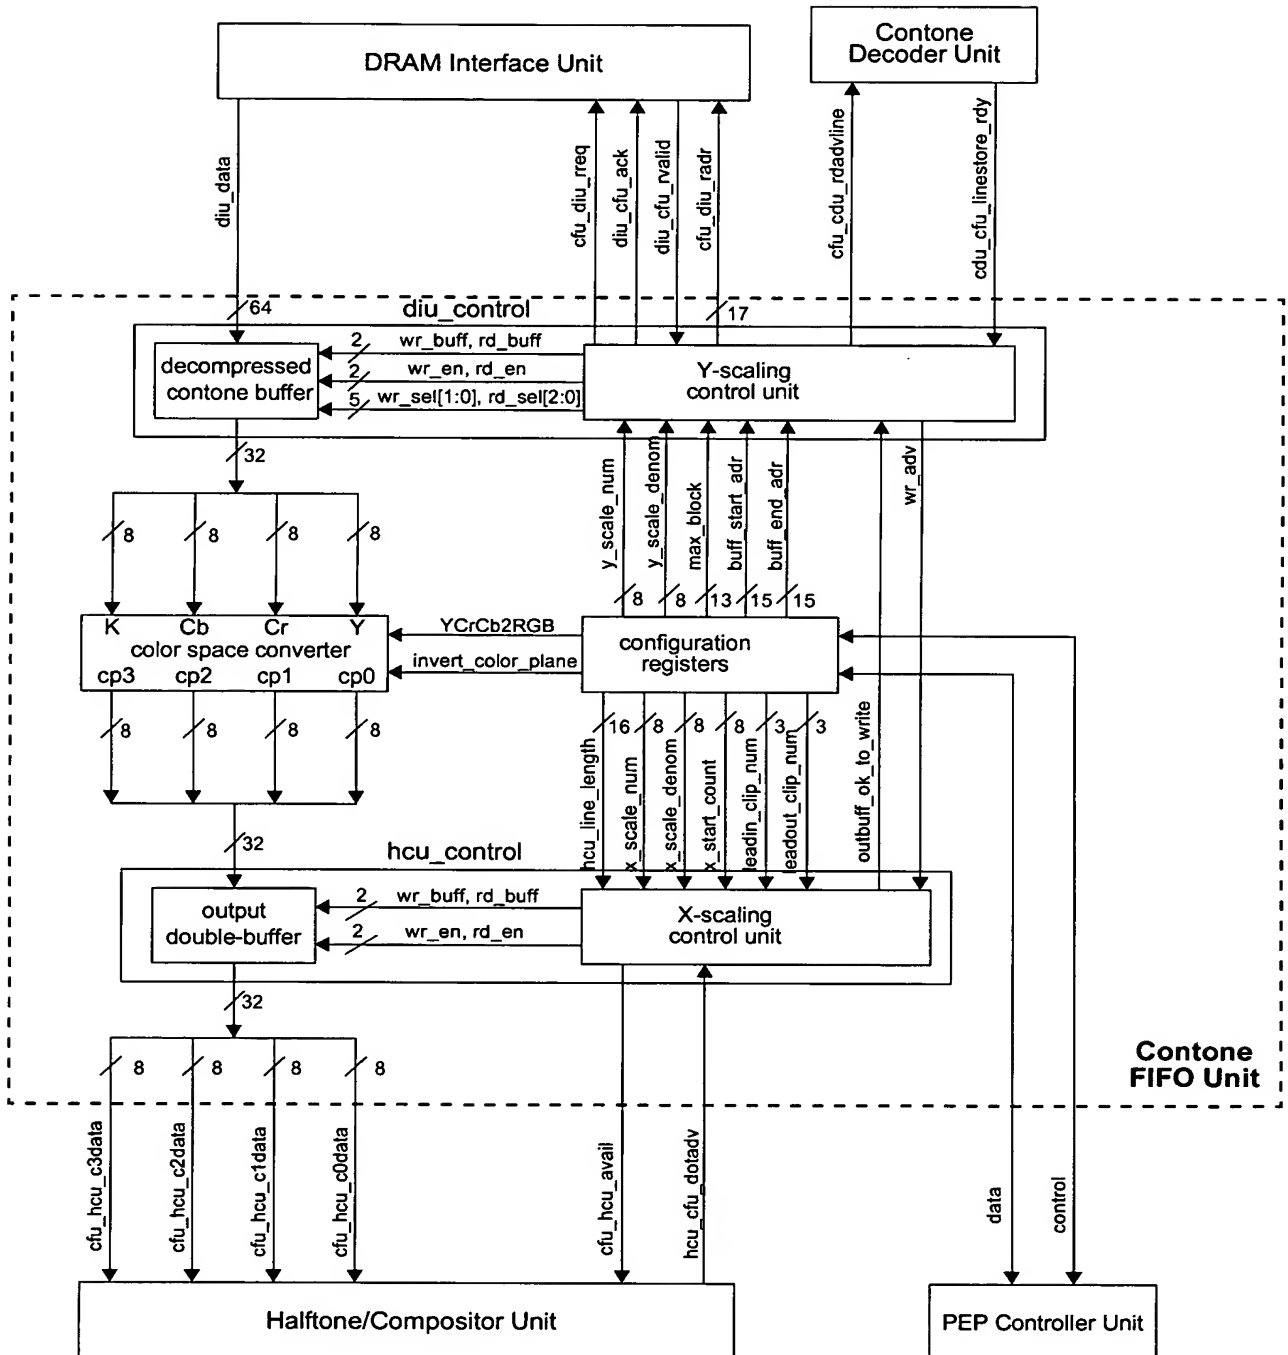 DRAM Interface Unit
Contone
Decoder Unit
diu_data
cfu_diu_rreq
diu_cfu_ack
diu_cfu_rvalid
cfu_diu_radr
cfu_cdu_rdadvline
cdu_cfu_linestore_rdy
64
diu_control
17
decompressed
contone buffer
2
wr_buff, rd_buff
2
wr_en, rd_en
5
wr_sel[1:0], rd_sel[2:0]
Y-scaling
control unit
32
8
8
8
8
y_scale_num
y_scale_denom
max_block
buff_start_adr
buff_end_adr
wr_adv
8
8
13
15
15
K
Cb
Cr
Y
color space converter
cp3
cp2
cp1
cp0
YCrCb2RGB
invert_color_plane
configuration
registers
8
8
8
8
16
8
8
8
3
3
hcu_line_length
x_scale_num
x_scale_denom
x_start_count
leadin_clip_num
leadout_clip_num
outbuff_ok_to_write
32
hcu_control
output
double-buffer
2
wr_buff, rd_buff
2
wr_en, rd_en
X-scaling
control unit
32
8
8
8
8
Contone
FIFO Unit
cfu_hcu_c3data
cfu_hcu_c2data
cfu_hcu_c1data
cfu_hcu_c0data
cfu_hcu_avail
hcu_cfu_dotadv
data
control
Halftone/Compositor Unit
PEP Controller Unit